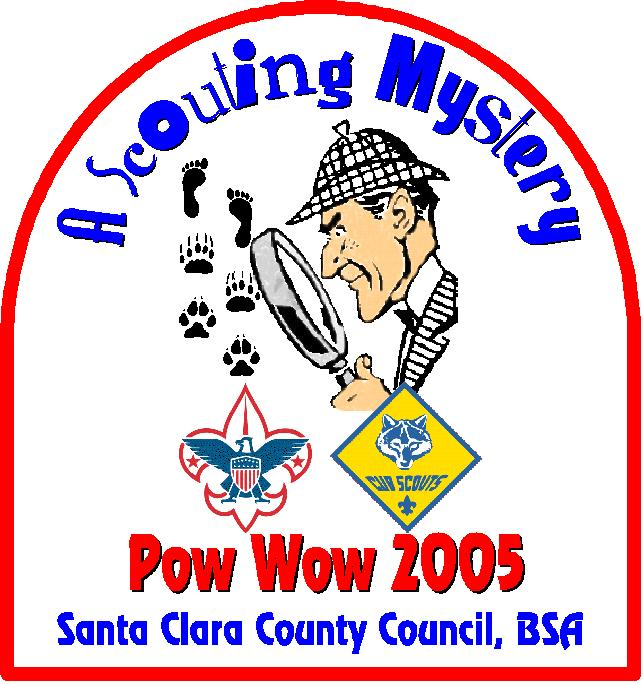 A Scouting Mystery
CUB SCOUTS
Pow Wow 2005
Santa Clara County Council, BSA